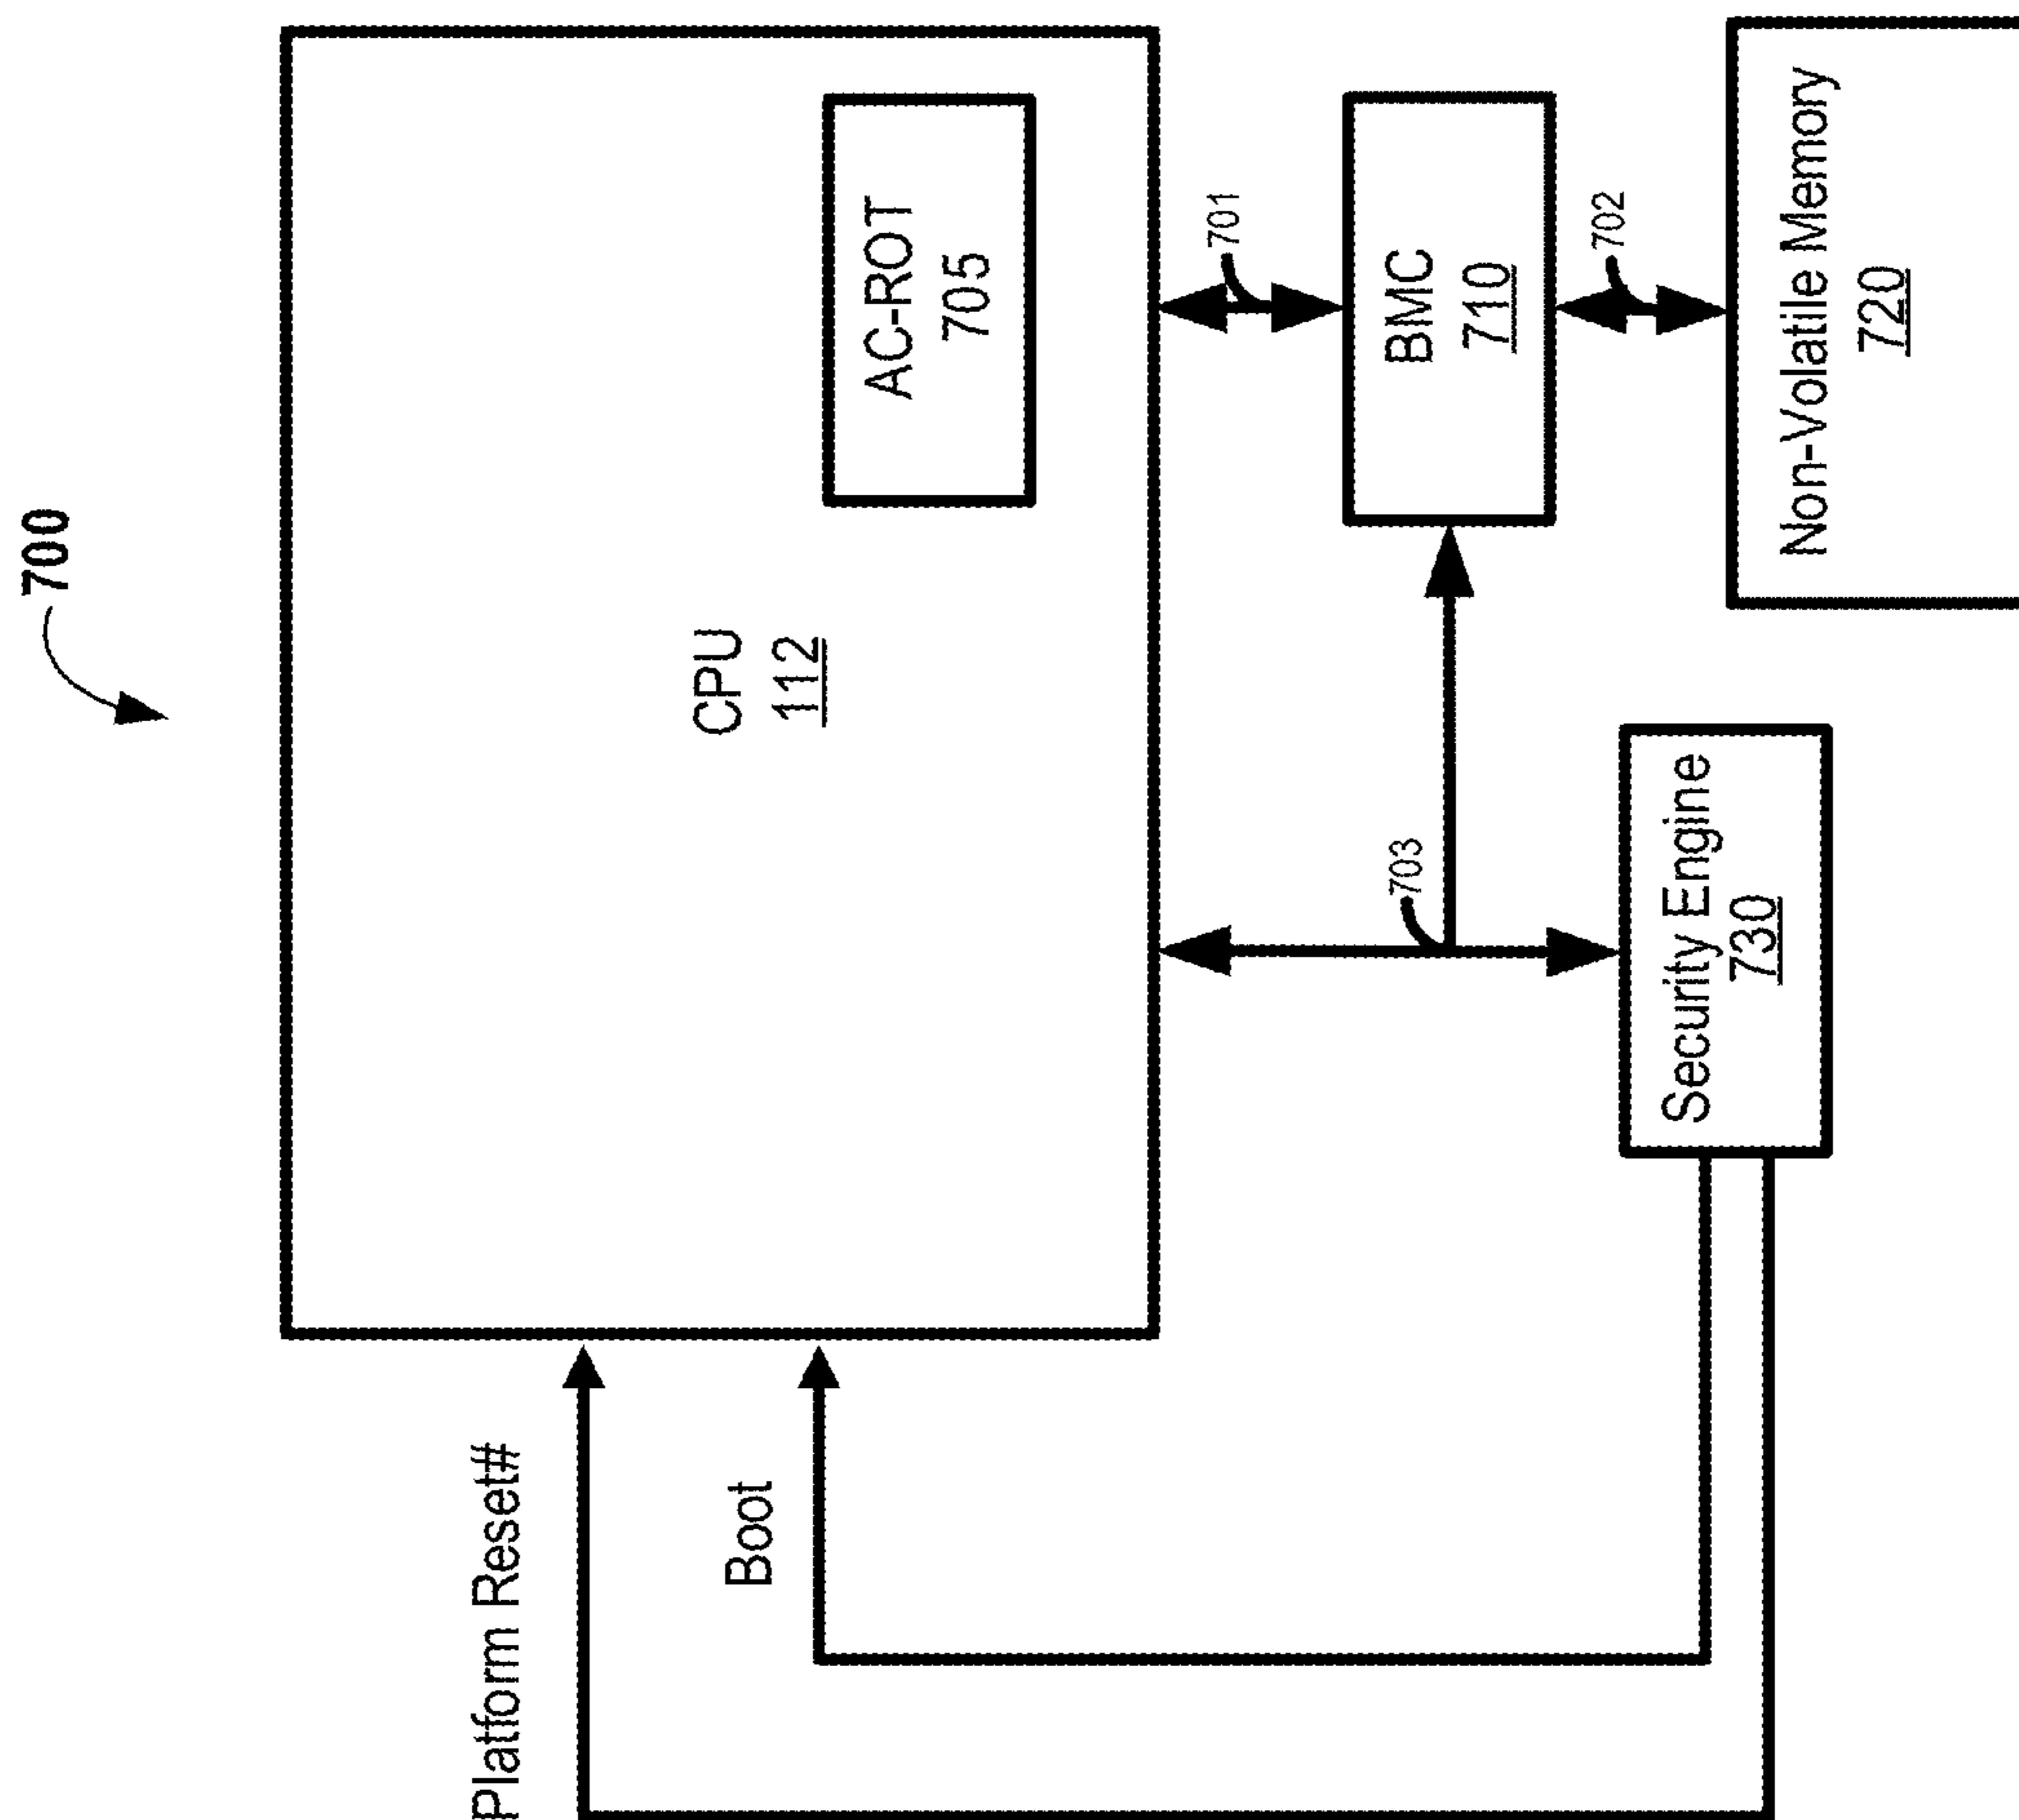 700
CPU
112
AC-ROT
705
Platform Reset#
Boot
701
BMC
710
702
Non-Volatile Memory
720
703
Security Engine
730